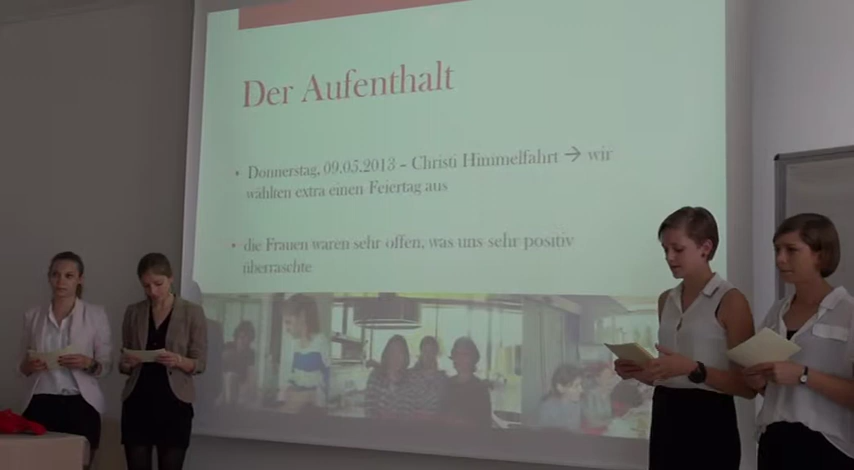 Der Aufenthalt
• Donnerstag, 09.05.2013 – Christi Himmelfahrt → wir
wählten extra einen Feiertag aus
• die Frauen waren sehr offen, was uns sehr positiv
überraschte